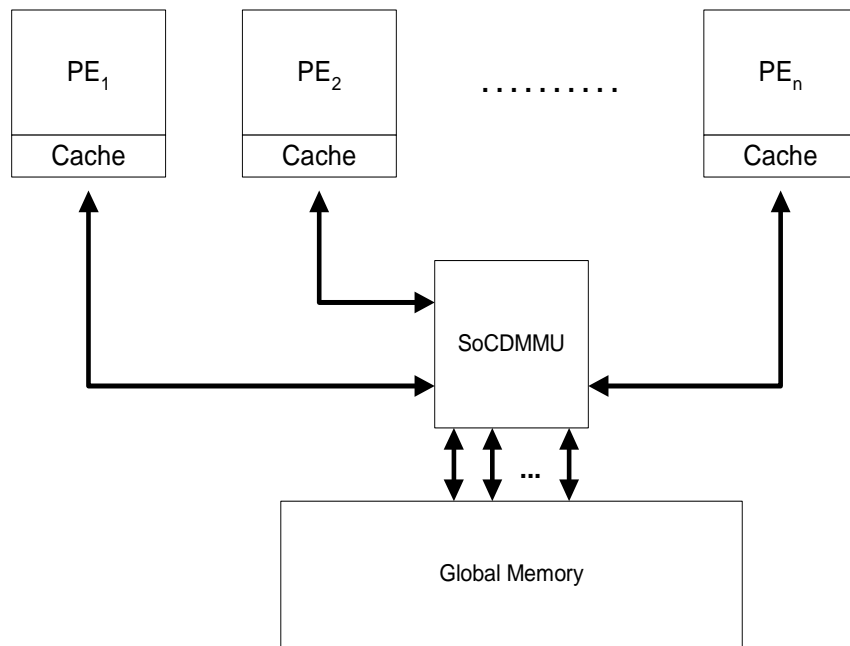 PE₁ PE₂ .......... PEₙ
Cache Cache Cache
SoCDMMU
...
Global Memory